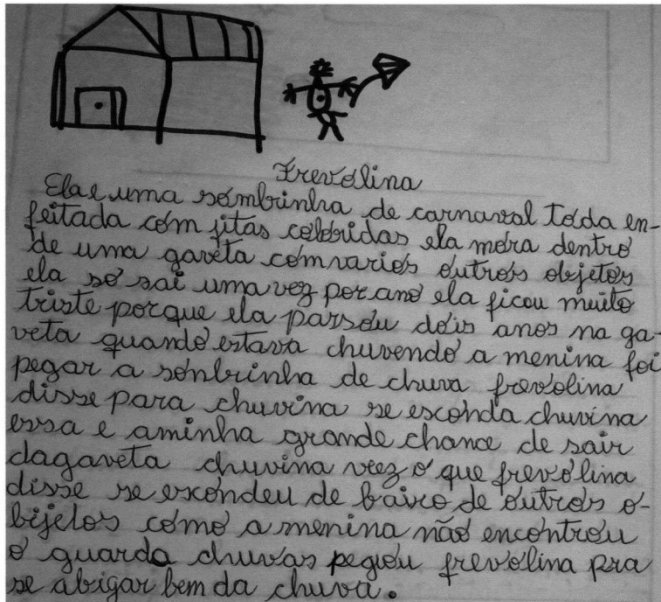 Frevolina
Ela e uma sombrinha de carnaval toda en-
feitada com fitas coloridas ela mora dentro
de uma gaveta com varios outros objetos
ela so sai uma vez por ano ela ficou muito
triste porque ela passou dois anos na ga-
veta quando estava chuvendo a menina foi
pegar a sonbrinha de chuva frevolina
disse para chuvina se esconda chuvina
essa e aminha grande chance de sair
dagaveta chuvina vez o que frevolina
disse se escondeu de baixo de outros o-
bijetos como a menina não encontrou
o guarda chuvas pegou frevolina pra
se abigar bem da chuva.